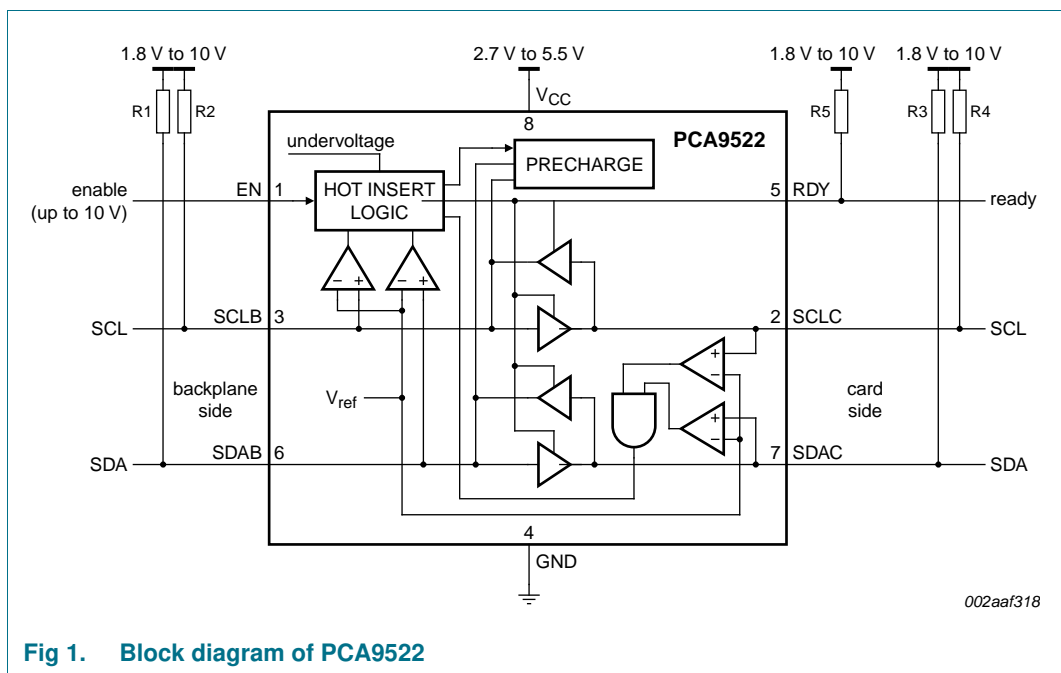 1.8 V to 10 V
2.7 V to 5.5 V
1.8 V to 10 V
1.8 V to 10 V
R1
R2
VCC
8
R5
R3
R4
PCA9522
undervoltage
PRECHARGE
HOT INSERT
LOGIC
enable
(up to 10 V)
EN
1
5
RDY
ready
− +
− +
SCL
SCLB
3
2
SCLC
SCL
+
−
backplane
side
Vref
card
side
+
−
SDA
SDAB
6
7
SDAC
SDA
4
GND
002aaf318
Fig 1. Block diagram of PCA9522